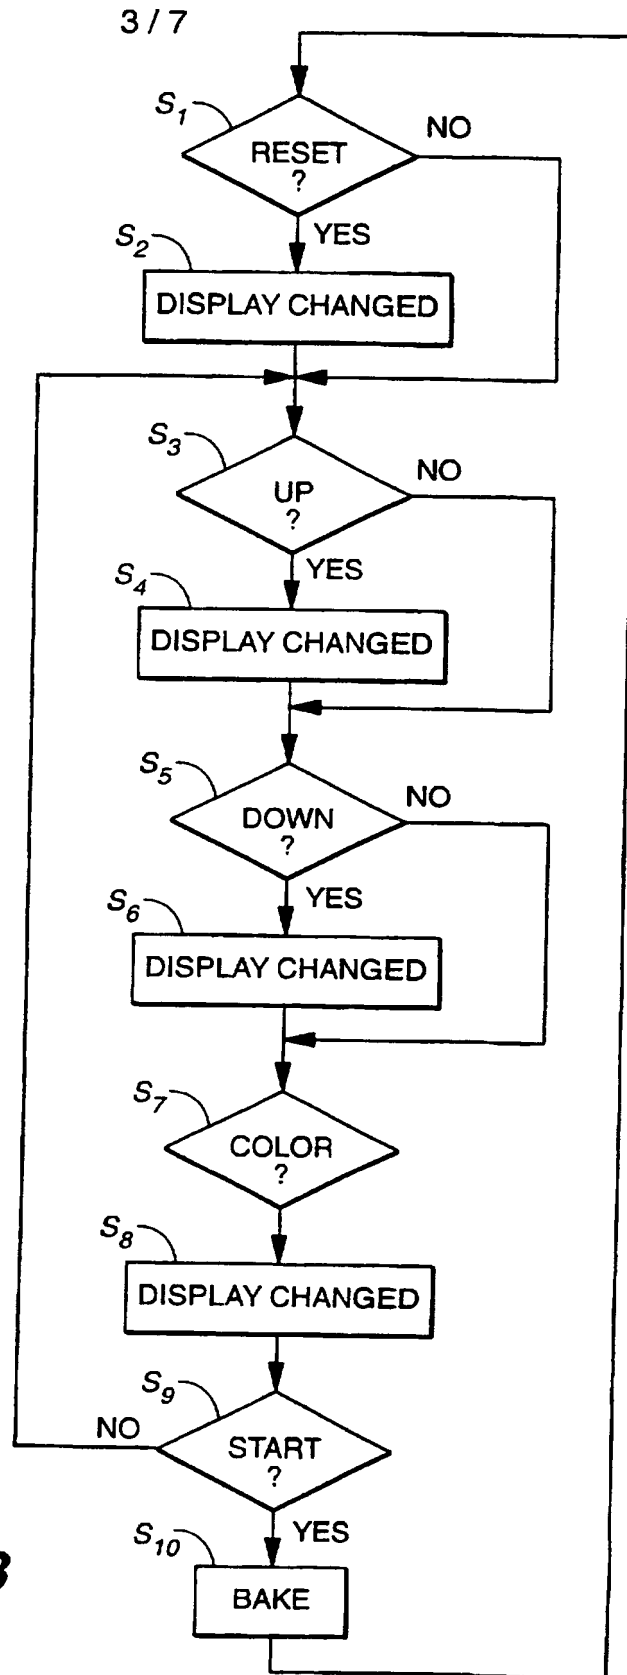 3 / 7
S1
RESET
?
NO
YES
S2
DISPLAY CHANGED
S3
UP
?
NO
YES
S4
DISPLAY CHANGED
S5
DOWN
?
NO
YES
S6
DISPLAY CHANGED
S7
COLOR
?
S8
DISPLAY CHANGED
S9
NO
START
?
YES
S10
BAKE